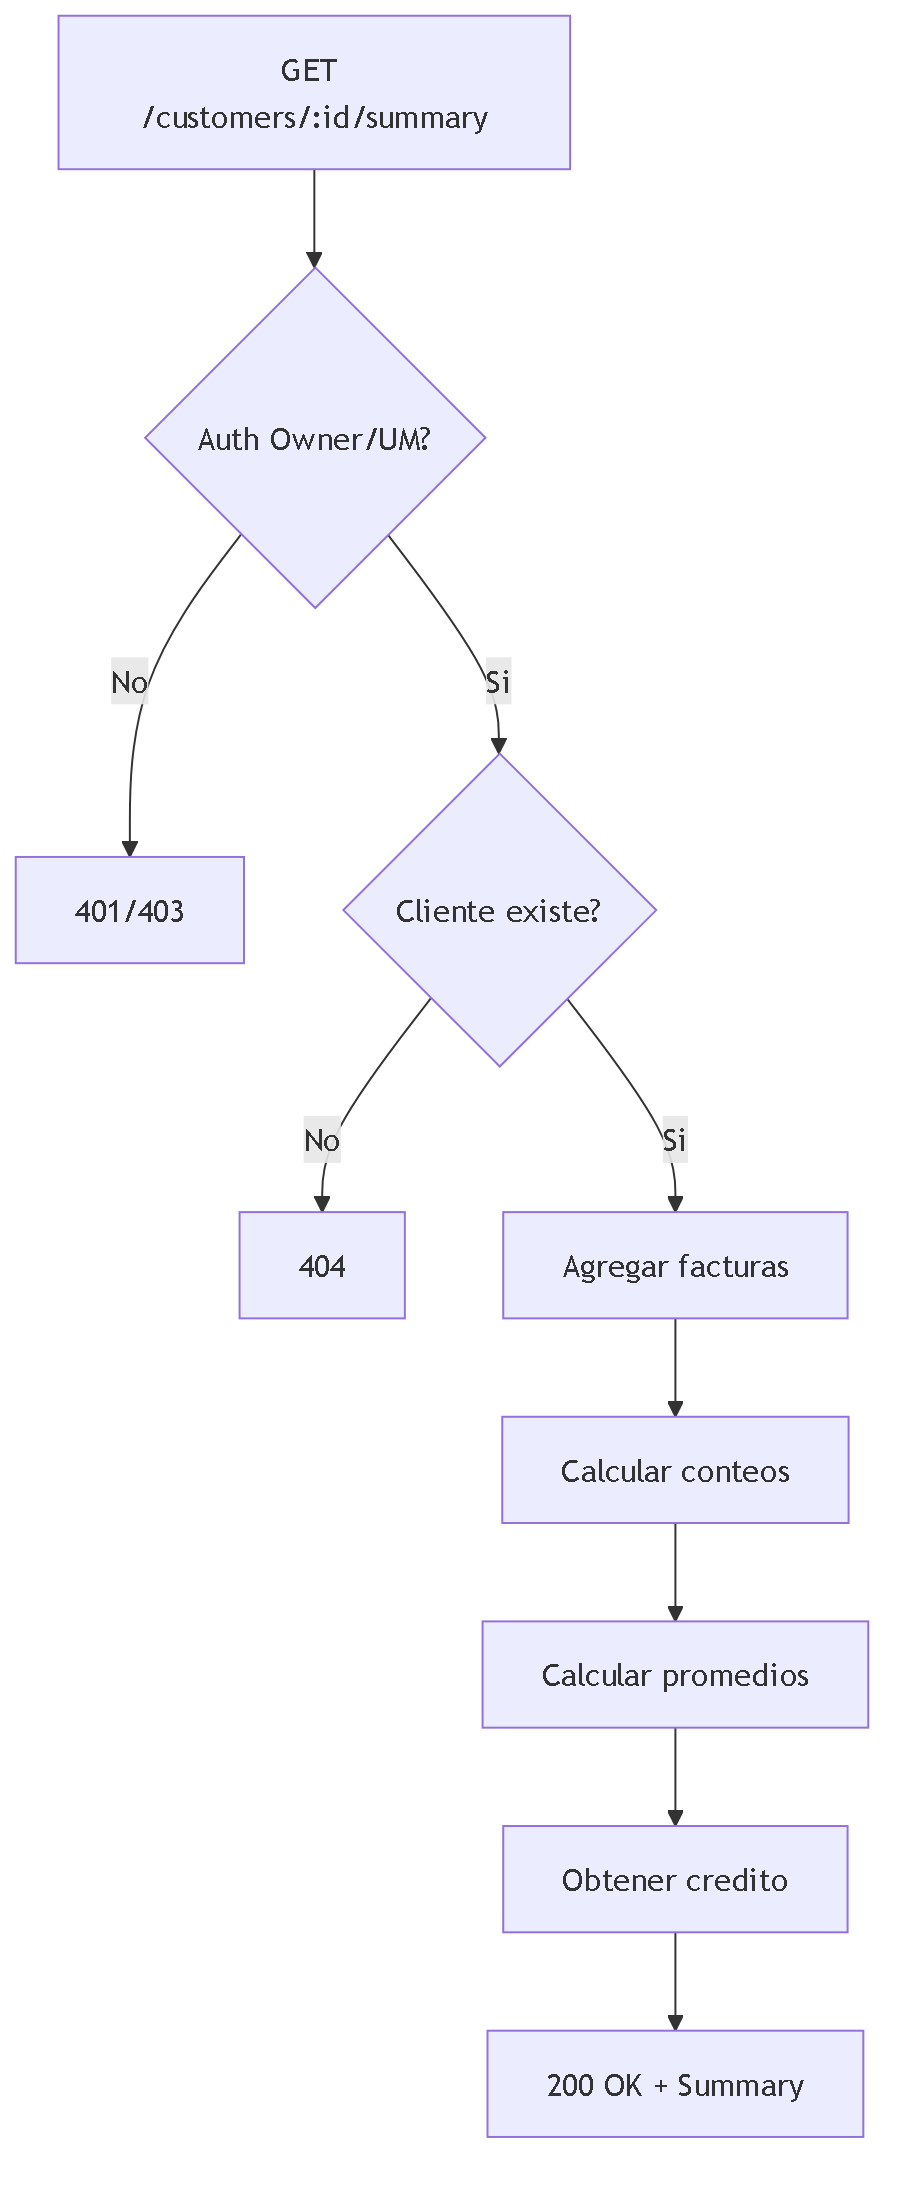 GET
/customers/:id/summary
Auth Owner/UM?
No
Si
401/403
Cliente existe?
No
Si
404
Agregar facturas
Calcular conteos
Calcular promedios
Obtener credito
200 OK + Summary